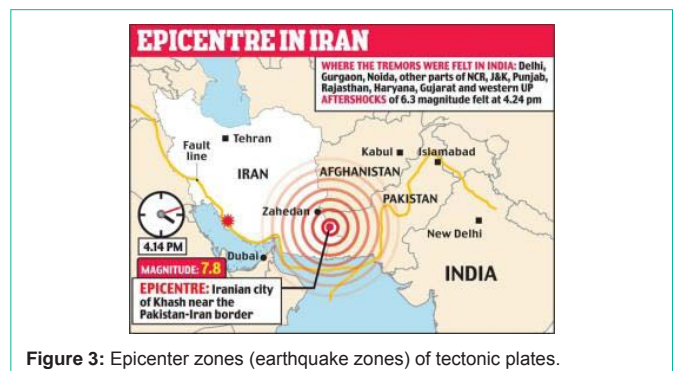 EPICENTRE IN IRAN
WHERE THE TREMORS WERE FELT IN INDIA: Delhi,
Gurgaon, Noida, other parts of NCR, J&K, Punjab,
Rajasthan, Haryana, Gujarat and western UP
AFTERSHOCKS of 6.3 magnitude felt at 4.24 pm
Tehran
Fault
line
IRAN
Kabul
Islamabad
AFGHANISTAN
PAKISTAN
Zahedan
New Delhi
4.14 PM
Dubai
INDIA
MAGNITUDE: 7.8
EPICENTRE: Iranian city
of Khash near the
Pakistan-Iran border
Figure 3: Epicenter zones (earthquake zones) of tectonic plates.